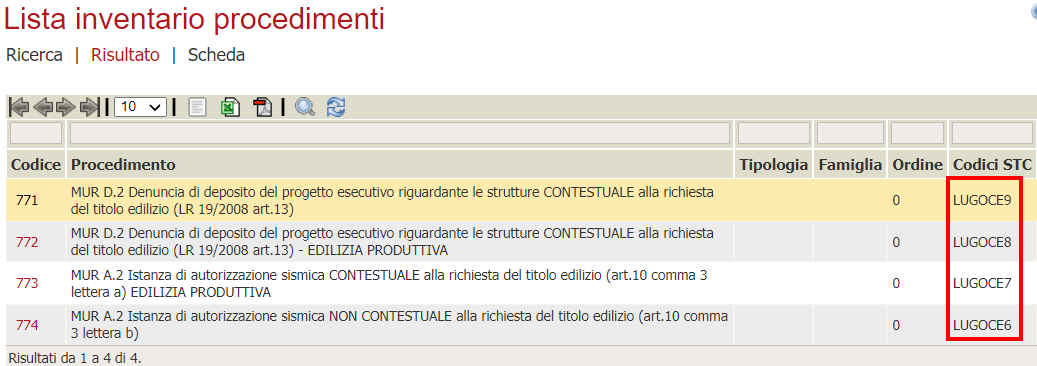 Lista inventario procedimenti
Ricerca | Risultato | Scheda
10
Codice Procedimento Tipologia Famiglia Ordine Codici STC
771 MUR D.2 Denuncia di deposito del progetto esecutivo riguardante le strutture CONTESTUALE alla richiesta
del titolo edilizio (LR 19/2008 art.13) 0 LUGOCE9
772 MUR D.2 Denuncia di deposito del progetto esecutivo riguardante le strutture CONTESTUALE alla richiesta
del titolo edilizio (LR 19/2008 art.13) - EDILIZIA PRODUTTIVA 0 LUGOCE8
773 MUR A.2 Istanza di autorizzazione sismica CONTESTUALE alla richiesta del titolo edilizio (art.10 comma 3
lettera a) EDILIZIA PRODUTTIVA 0 LUGOCE7
774 MUR A.2 Istanza di autorizzazione sismica NON CONTESTUALE alla richiesta del titolo edilizio (art.10 comma
3 lettera b) 0 LUGOCE6
Risultati da 1 a 4 di 4.